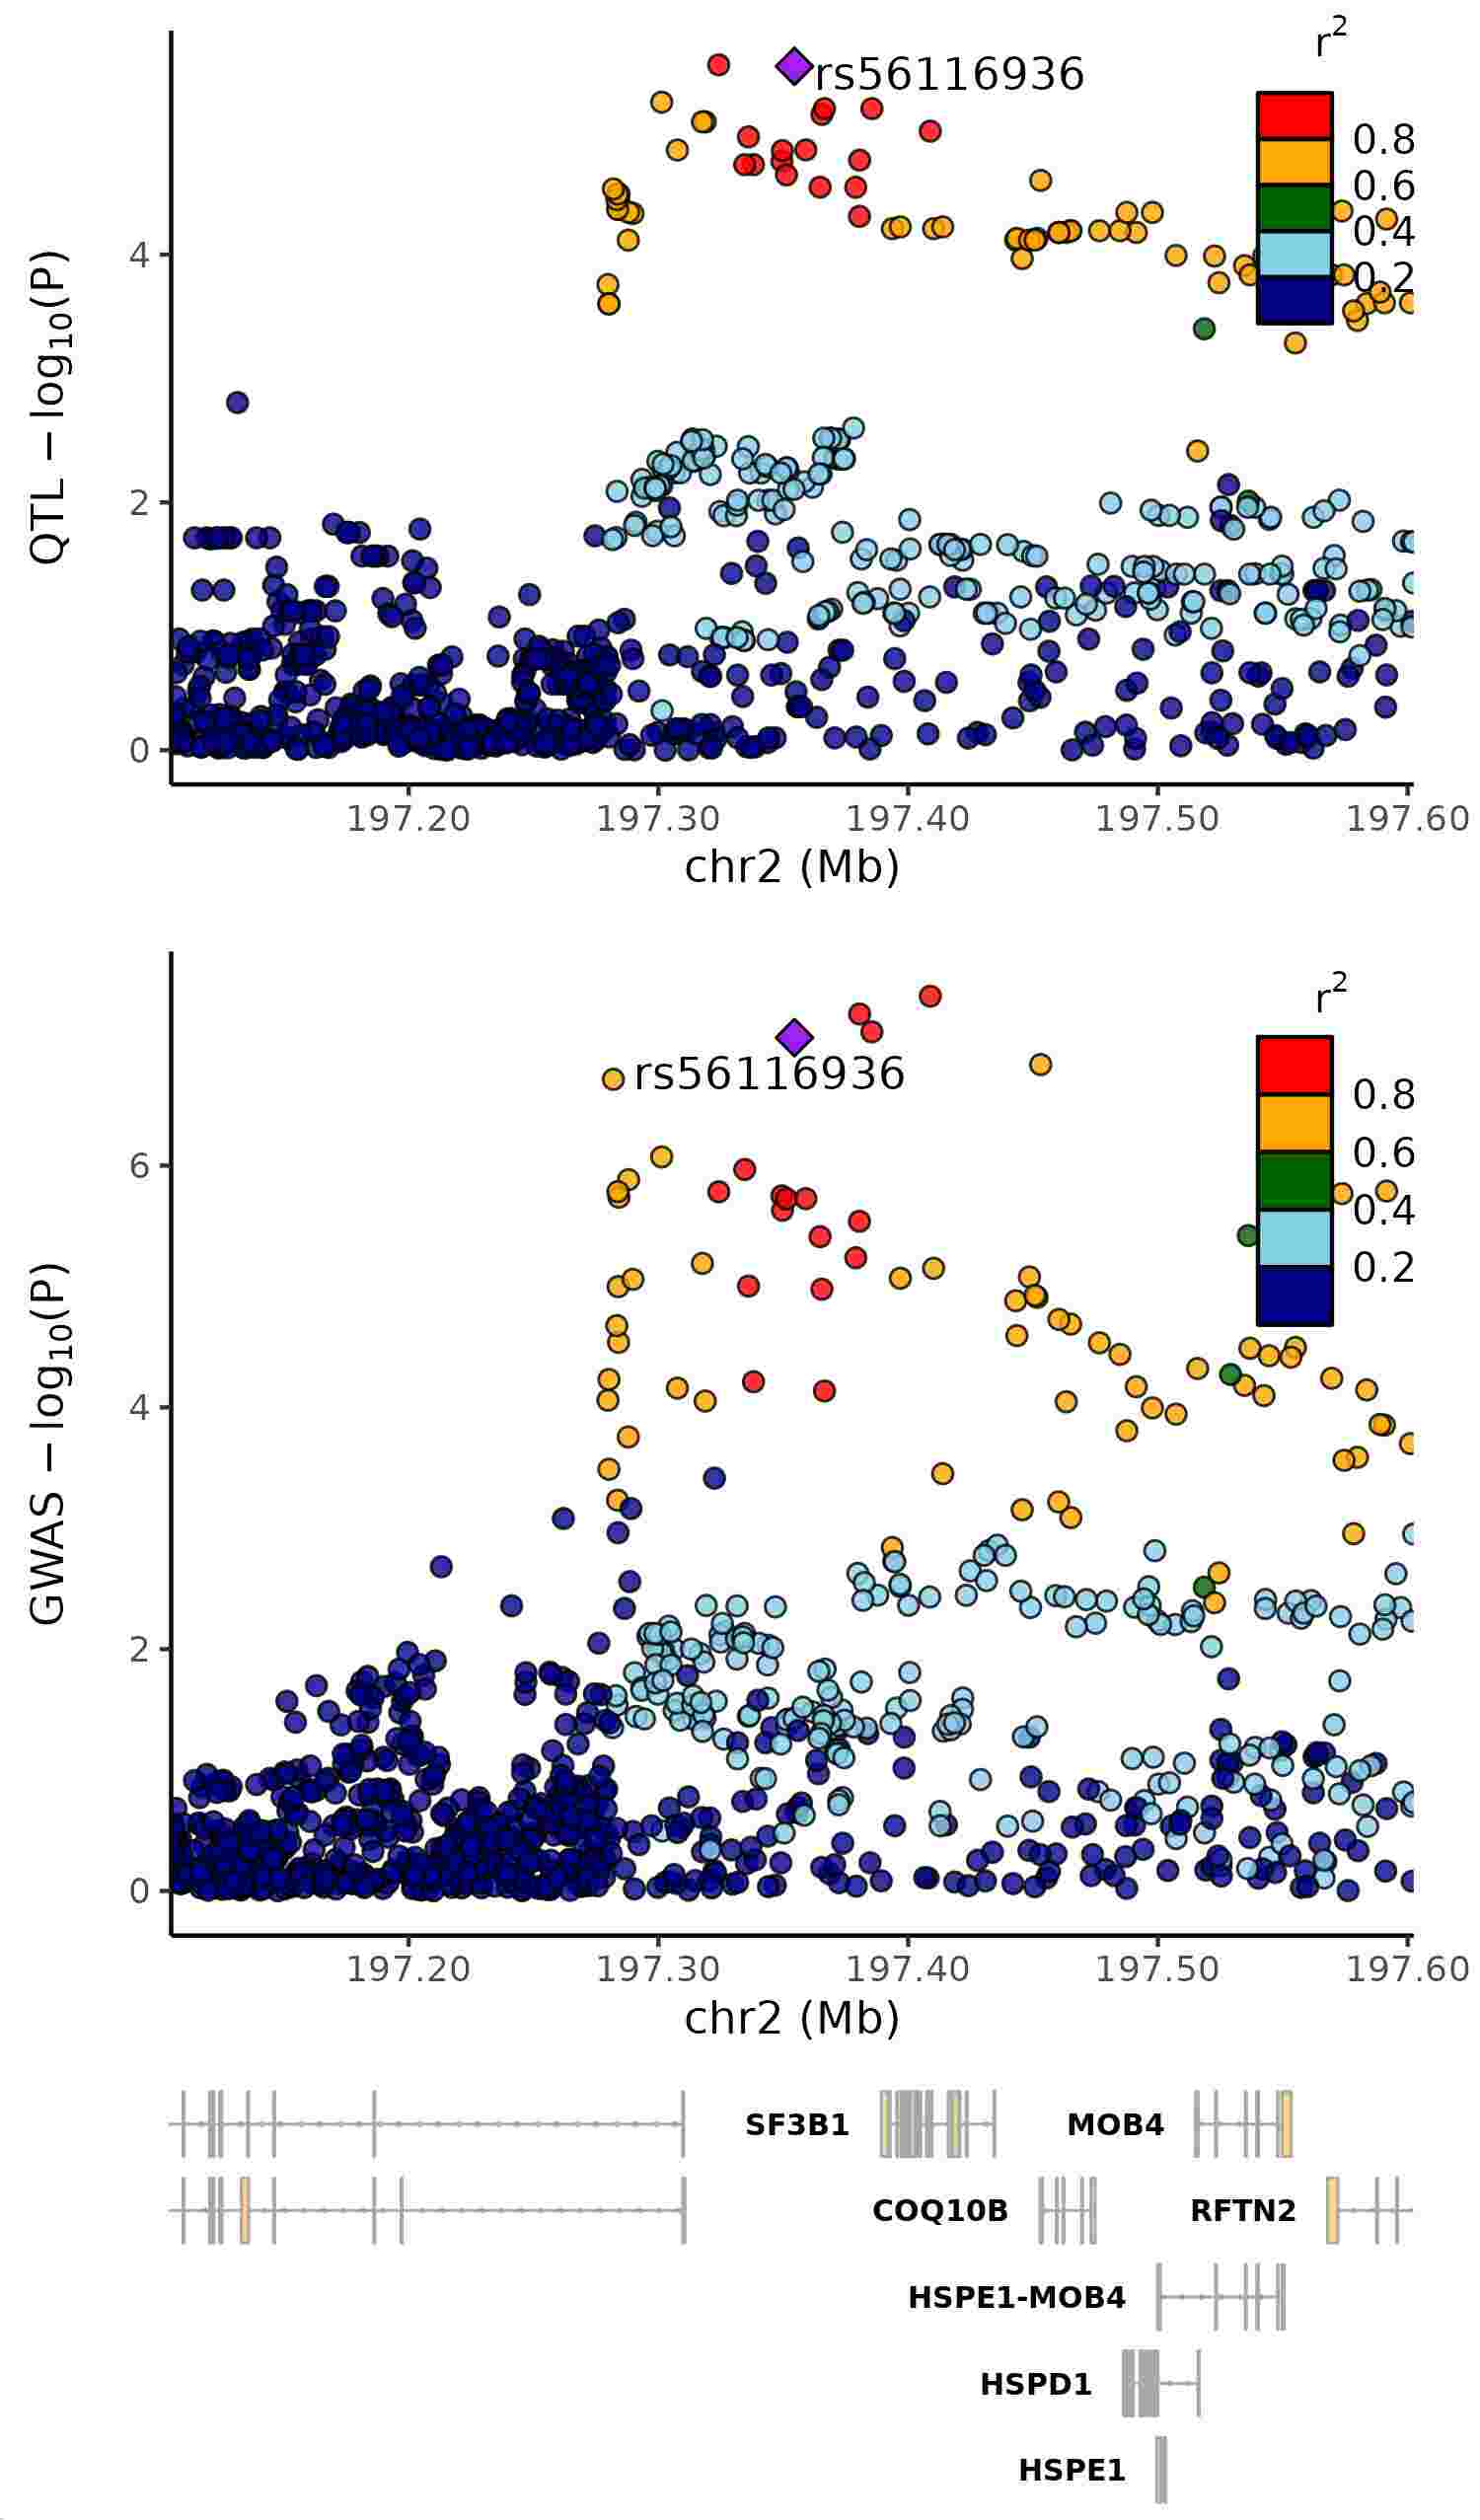 r²
rs56116936
0.8
0.6
0.4
0.2
4
2
0
QTL −log₁₀(P)
197.20 197.30 197.40 197.50 197.60
chr2 (Mb)
r²
rs56116936
0.8
0.6
0.4
0.2
6
4
2
0
GWAS −log₁₀(P)
197.20 197.30 197.40 197.50 197.60
chr2 (Mb)
SF3B1 MOB4
COQ10B RFTN2
HSPE1-MOB4
HSPD1
HSPE1